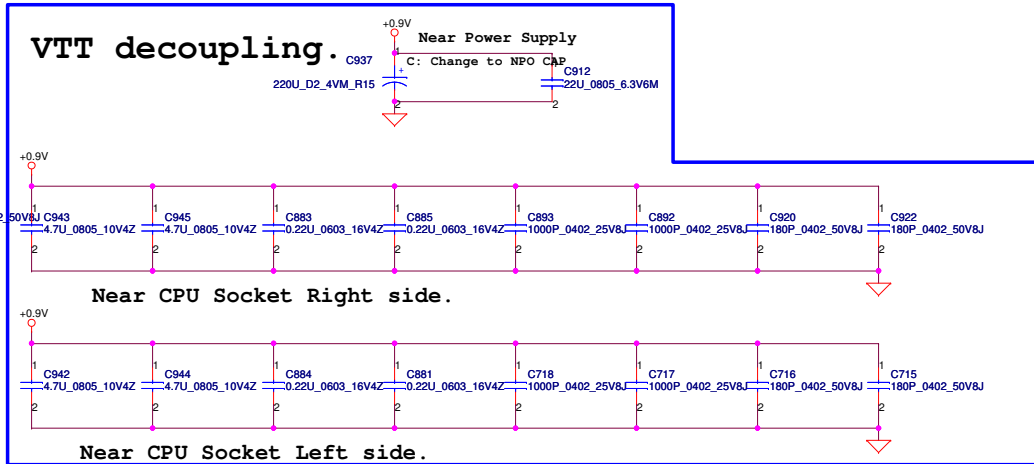 +0.9V
VTT decoupling.
Near Power Supply
C: Change to NPO CAP
C937
220U_D2_4VM_R15
1
+
2
C912
22U_0805_6.3V6M
1
2
+0.9V
2_50V8J
1
C943
4.7U_0805_10V4Z
2
1
C945
4.7U_0805_10V4Z
2
1
C883
0.22U_0603_16V4Z
2
1
C885
0.22U_0603_16V4Z
2
1
C893
1000P_0402_25V8J
2
1
C892
1000P_0402_25V8J
2
1
C920
180P_0402_50V8J
2
1
C922
180P_0402_50V8J
2
Near CPU Socket Right side.
+0.9V
1
C942
4.7U_0805_10V4Z
2
1
C944
4.7U_0805_10V4Z
2
1
C884
0.22U_0603_16V4Z
2
1
C881
0.22U_0603_16V4Z
2
1
C718
1000P_0402_25V8J
2
1
C717
1000P_0402_25V8J
2
1
C716
180P_0402_50V8J
2
1
C715
180P_0402_50V8J
2
Near CPU Socket Left side.